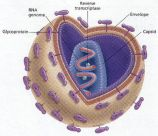 RNA
genome
Reverse
transcriptase
Envelope
Glycoprotein
Capsid